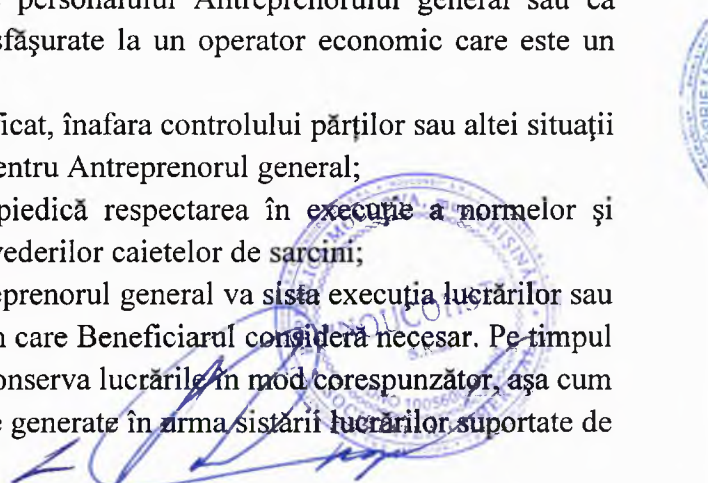 personalului Antreprenorului general sau ca
sfăşurate la un operator economic care este un
ficat, înafara controlului părţilor sau altei situaţii
entru Antreprenorul general;
piedică respectarea în execuţie a normelor şi
vederilor caietelor de sarcini;
eprenorul general va sista execuţia lucrărilor sau
n care Beneficiarul consideră necesar. Pe timpul
onserva lucrările în mod corespunzător, aşa cum
e generate în urma sistării lucrărilor suportate de